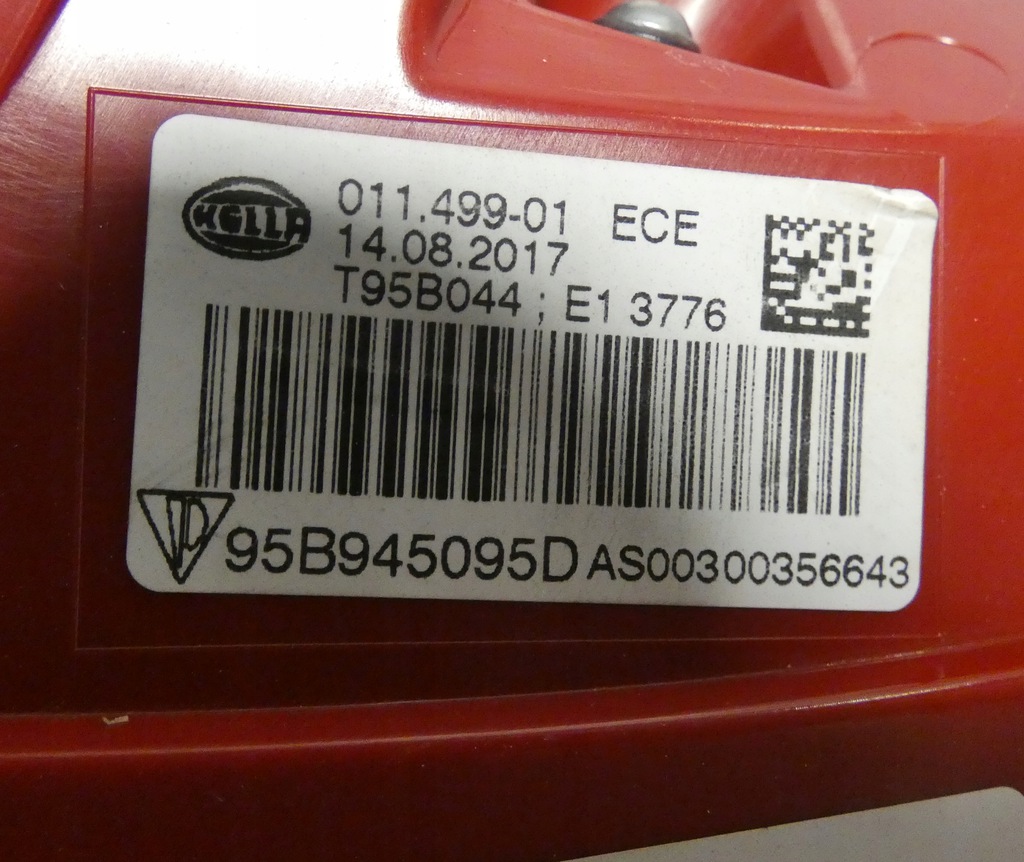 HELLA
011.499-01 ECE
14.08.2017
T95B044 ; E1 3776
95B945095D AS00300356643